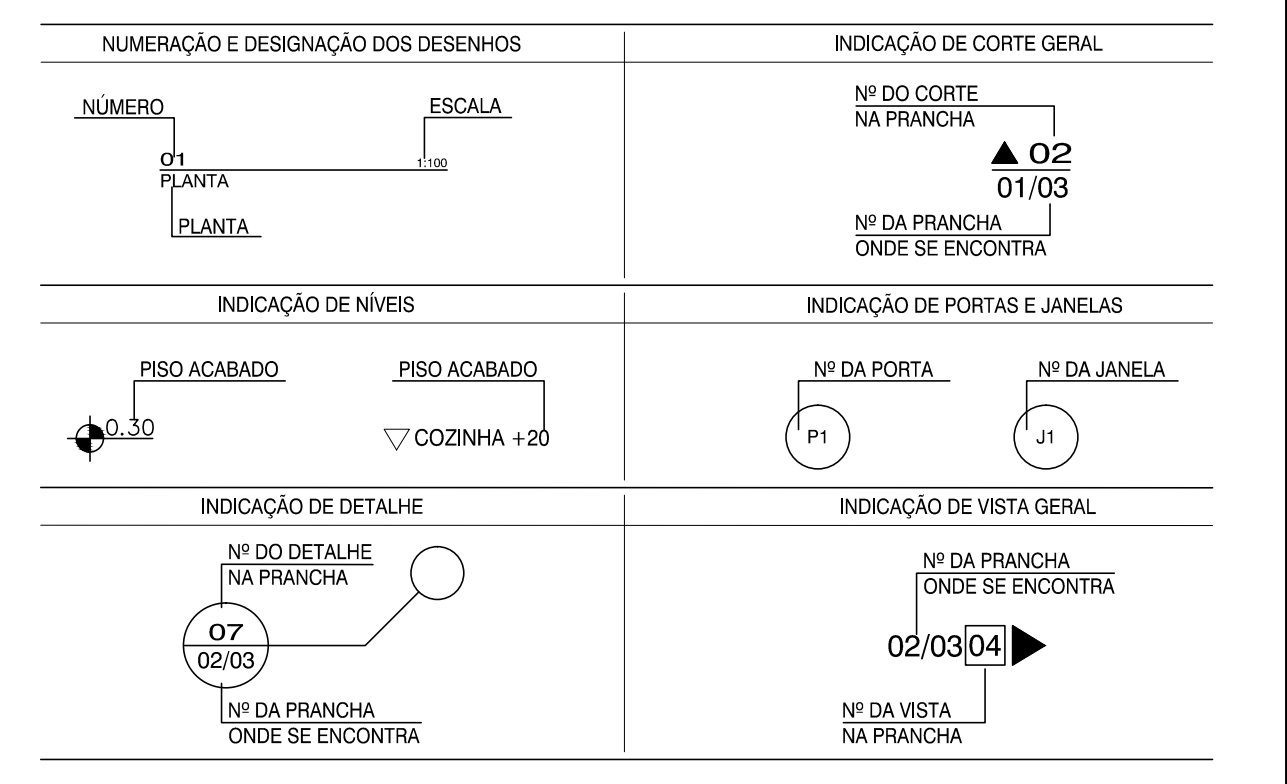 NUMERAÇÃO E DESIGNAÇÃO DOS DESENHOS
NÚMERO
ESCALA
01
1:100
PLANTA
PLANTA
INDICAÇÃO DE CORTE GERAL
Nº DO CORTE
NA PRANCHA
02
01/03
Nº DA PRANCHA
ONDE SE ENCONTRA
INDICAÇÃO DE NÍVEIS
PISO ACABADO
0.30
PISO ACABADO
COZINHA +20
INDICAÇÃO DE PORTAS E JANELAS
Nº DA PORTA
P1
Nº DA JANELA
J1
INDICAÇÃO DE DETALHE
Nº DO DETALHE
NA PRANCHA
07
02/03
Nº DA PRANCHA
ONDE SE ENCONTRA
INDICAÇÃO DE VISTA GERAL
Nº DA PRANCHA
ONDE SE ENCONTRA
02/03 04
Nº DA VISTA
NA PRANCHA